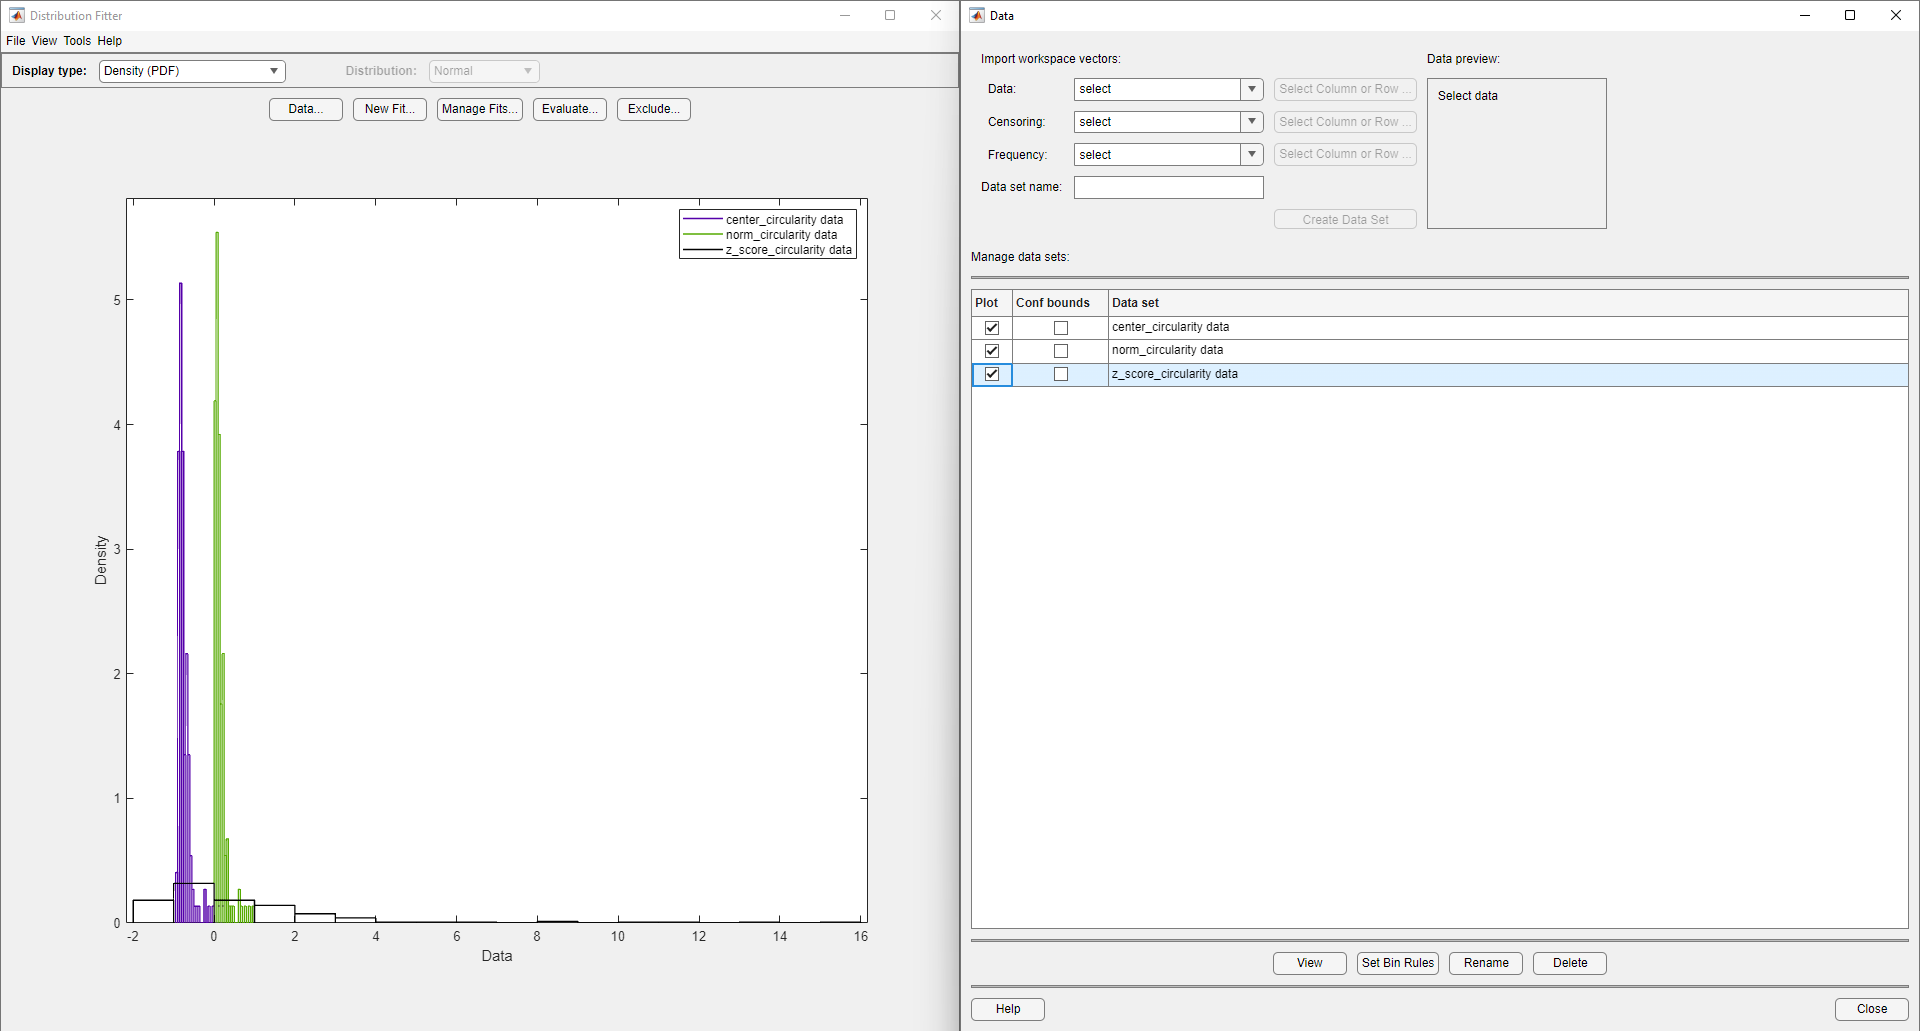 Distribution Fitter
File View Tools Help
Display type: Density (PDF) Distribution: Normal
Data... New Fit... Manage Fits... Evaluate... Exclude...
center_circularity data
norm_circularity data
z_score_circularity data
5
4
3
2
1
0
Density
-2 0 2 4 6 8 10 12 14 16
Data
Data
Import workspace vectors:
Data: select Select Column or Row ...
Censoring: select Select Column or Row ...
Frequency: select Select Column or Row ...
Data set name:
Create Data Set
Data preview:
Select data
Manage data sets:
Plot Conf bounds Data set
center_circularity data
norm_circularity data
z_score_circularity data
View Set Bin Rules Rename Delete
Help Close